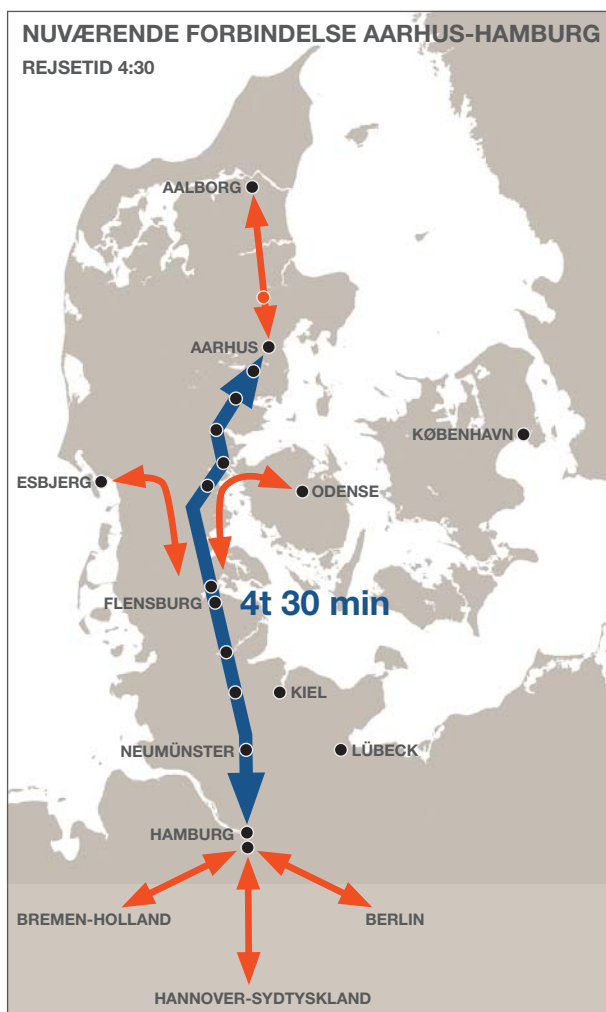 NUVÆRENDE FORBINDELSE AARHUS-HAMBURG
REJSETID 4:30
AALBORG
AARHUS
KØBENHAVN
ESBJERG
ODENSE
FLENSBURG
4t 30 min
KIEL
NEUMÜNSTER
LÜBECK
HAMBURG
BREMEN-HOLLAND
BERLIN
HANNOVER-SYDTYSKLAND